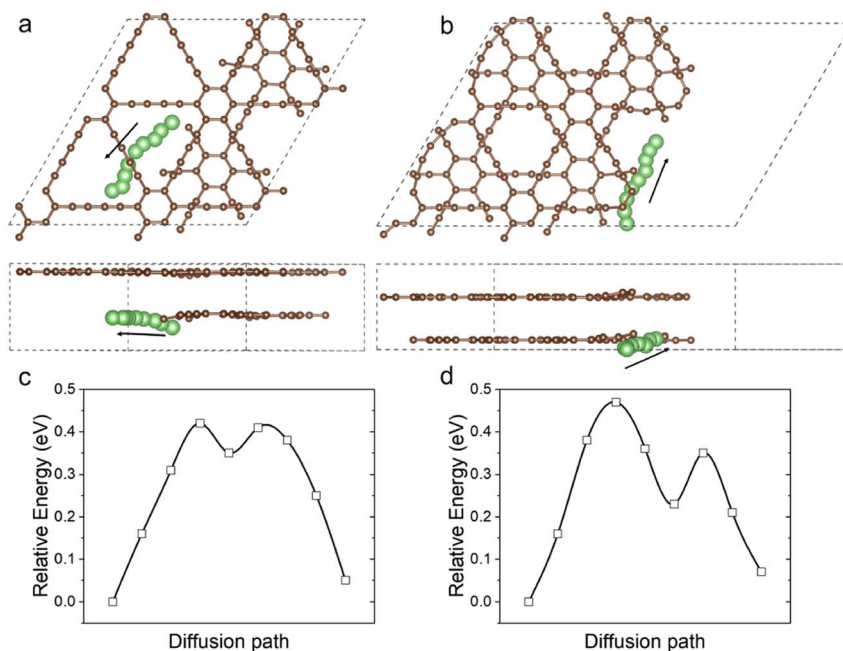 a
b
c
d
0.5
0.4
0.3
0.2
0.1
0.0
Relative Energy (eV)
Diffusion path
0.5
0.4
0.3
0.2
0.1
0.0
Relative Energy (eV)
Diffusion path